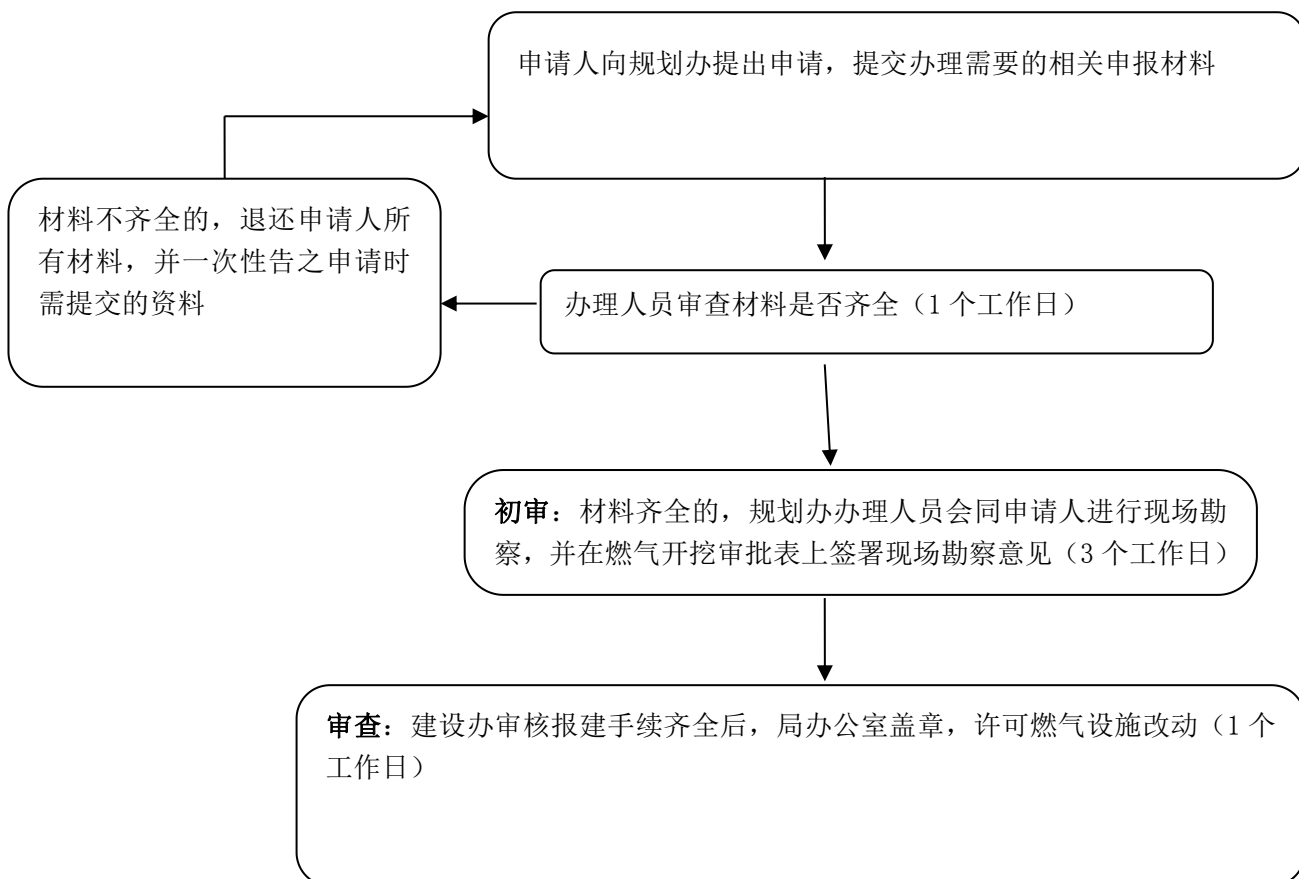 申请人向规划办提出申请，提交办理需要的相关申报材料
材料不齐全的，退还申请人所
有材料，并一次性告之申请时
需提交的资料
办理人员审查材料是否齐全（1 个工作日）
初审：材料齐全的，规划办办理人员会同申请人进行现场勘
察，并在燃气开挖审批表上签署现场勘察意见（3 个工作日）
审查：建设办审核报建手续齐全后，局办公室盖章，许可燃气设施改动（1 个
工作日）